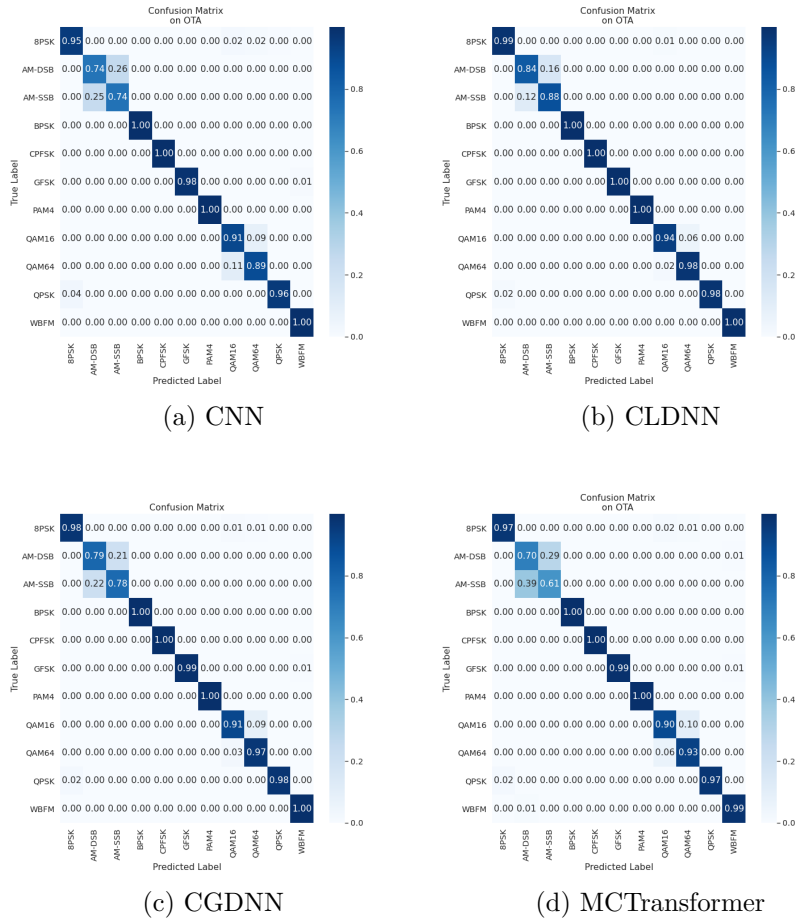 Confusion Matrix
on OTA
True Label
8PSK 0.95 0.00 0.00 0.00 0.00 0.00 0.00 0.02 0.02 0.00 0.00
AM-DSB 0.00 0.74 0.26 0.00 0.00 0.00 0.00 0.00 0.00 0.00 0.00
AM-SSB 0.00 0.25 0.74 0.00 0.00 0.00 0.00 0.00 0.00 0.00 0.00
BPSK 0.00 0.00 0.00 1.00 0.00 0.00 0.00 0.00 0.00 0.00 0.00
CPFSK 0.00 0.00 0.00 0.00 1.00 0.00 0.00 0.00 0.00 0.00 0.00
GFSK 0.00 0.00 0.00 0.00 0.00 0.98 0.00 0.00 0.00 0.00 0.01
PAM4 0.00 0.00 0.00 0.00 0.00 0.00 1.00 0.00 0.00 0.00 0.00
QAM16 0.00 0.00 0.00 0.00 0.00 0.00 0.00 0.91 0.09 0.00 0.00
QAM64 0.00 0.00 0.00 0.00 0.00 0.00 0.00 0.11 0.89 0.00 0.00
QPSK 0.04 0.00 0.00 0.00 0.00 0.00 0.00 0.00 0.00 0.96 0.00
WBFM 0.00 0.00 0.00 0.00 0.00 0.00 0.00 0.00 0.00 0.00 1.00
8PSK AM-DSB AM-SSB BPSK CPFSK GFSK PAM4 QAM16 QAM64 QPSK WBFM
Predicted Label
0.8
0.6
0.4
0.2
0.0
(a) CNN
Confusion Matrix
on OTA
True Label
8PSK 0.99 0.00 0.00 0.00 0.00 0.00 0.00 0.01 0.00 0.00 0.00
AM-DSB 0.00 0.84 0.16 0.00 0.00 0.00 0.00 0.00 0.00 0.00 0.00
AM-SSB 0.00 0.12 0.88 0.00 0.00 0.00 0.00 0.00 0.00 0.00 0.00
BPSK 0.00 0.00 0.00 1.00 0.00 0.00 0.00 0.00 0.00 0.00 0.00
CPFSK 0.00 0.00 0.00 0.00 1.00 0.00 0.00 0.00 0.00 0.00 0.00
GFSK 0.00 0.00 0.00 0.00 0.00 1.00 0.00 0.00 0.00 0.00 0.00
PAM4 0.00 0.00 0.00 0.00 0.00 0.00 1.00 0.00 0.00 0.00 0.00
QAM16 0.00 0.00 0.00 0.00 0.00 0.00 0.00 0.94 0.06 0.00 0.00
QAM64 0.00 0.00 0.00 0.00 0.00 0.00 0.00 0.02 0.98 0.00 0.00
QPSK 0.02 0.00 0.00 0.00 0.00 0.00 0.00 0.00 0.00 0.98 0.00
WBFM 0.00 0.00 0.00 0.00 0.00 0.00 0.00 0.00 0.00 0.00 1.00
8PSK AM-DSB AM-SSB BPSK CPFSK GFSK PAM4 QAM16 QAM64 QPSK WBFM
Predicted Label
0.8
0.6
0.4
0.2
0.0
(b) CLDNN
Confusion Matrix
True Label
8PSK 0.98 0.00 0.00 0.00 0.00 0.00 0.00 0.01 0.01 0.00 0.00
AM-DSB 0.00 0.79 0.21 0.00 0.00 0.00 0.00 0.00 0.00 0.00 0.00
AM-SSB 0.00 0.22 0.78 0.00 0.00 0.00 0.00 0.00 0.00 0.00 0.00
BPSK 0.00 0.00 0.00 1.00 0.00 0.00 0.00 0.00 0.00 0.00 0.00
CPFSK 0.00 0.00 0.00 0.00 1.00 0.00 0.00 0.00 0.00 0.00 0.00
GFSK 0.00 0.00 0.00 0.00 0.00 0.99 0.00 0.00 0.00 0.00 0.01
PAM4 0.00 0.00 0.00 0.00 0.00 0.00 1.00 0.00 0.00 0.00 0.00
QAM16 0.00 0.00 0.00 0.00 0.00 0.00 0.00 0.91 0.09 0.00 0.00
QAM64 0.00 0.00 0.00 0.00 0.00 0.00 0.00 0.03 0.97 0.00 0.00
QPSK 0.02 0.00 0.00 0.00 0.00 0.00 0.00 0.00 0.00 0.98 0.00
WBFM 0.00 0.00 0.00 0.00 0.00 0.00 0.00 0.00 0.00 0.00 1.00
8PSK AM-DSB AM-SSB BPSK CPFSK GFSK PAM4 QAM16 QAM64 QPSK WBFM
Predicted Label
0.8
0.6
0.4
0.2
0.0
(c) CGDNN
Confusion Matrix
on OTA
True Label
8PSK 0.97 0.00 0.00 0.00 0.00 0.00 0.00 0.02 0.01 0.00 0.00
AM-DSB 0.00 0.70 0.29 0.00 0.00 0.00 0.00 0.00 0.00 0.00 0.01
AM-SSB 0.00 0.39 0.61 0.00 0.00 0.00 0.00 0.00 0.00 0.00 0.00
BPSK 0.00 0.00 0.00 1.00 0.00 0.00 0.00 0.00 0.00 0.00 0.00
CPFSK 0.00 0.00 0.00 0.00 1.00 0.00 0.00 0.00 0.00 0.00 0.00
GFSK 0.00 0.00 0.00 0.00 0.00 0.99 0.00 0.00 0.00 0.00 0.01
PAM4 0.00 0.00 0.00 0.00 0.00 0.00 1.00 0.00 0.00 0.00 0.00
QAM16 0.00 0.00 0.00 0.00 0.00 0.00 0.00 0.90 0.10 0.00 0.00
QAM64 0.00 0.00 0.00 0.00 0.00 0.00 0.00 0.06 0.93 0.00 0.00
QPSK 0.02 0.00 0.00 0.00 0.00 0.00 0.00 0.00 0.00 0.97 0.00
WBFM 0.00 0.01 0.00 0.00 0.00 0.00 0.00 0.00 0.00 0.00 0.99
8PSK AM-DSB AM-SSB BPSK CPFSK GFSK PAM4 QAM16 QAM64 QPSK WBFM
Predicted Label
0.8
0.6
0.4
0.2
0.0
(d) MCTransformer